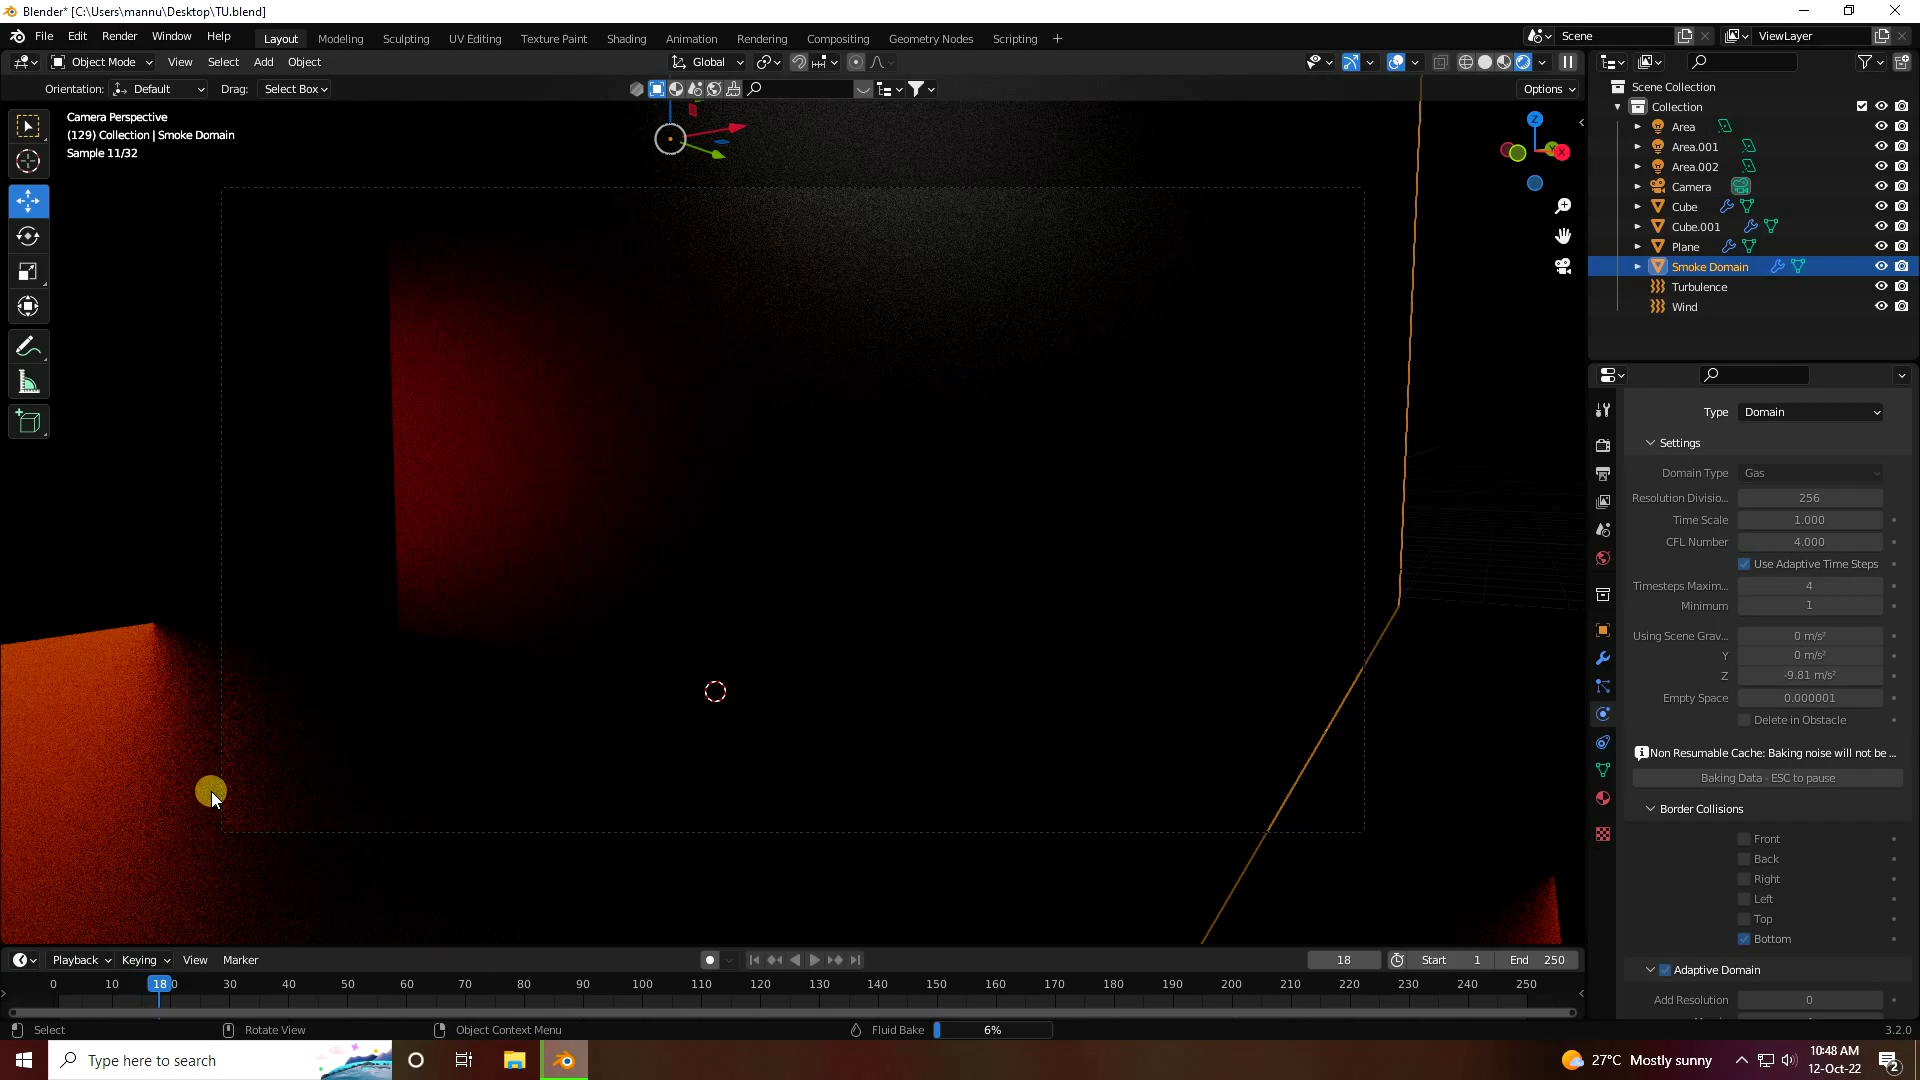 Blender* [C:\Users\mannu\Desktop\TU.blend]
File Edit Render Window Help Layout Modeling Sculpting UV Editing Texture Paint Shading Animation Rendering Compositing Geometry Nodes Scripting + Scene ViewLayer
Object Mode View Select Add Object Global
Orientation: Default Drag: Select Box Options
Camera Perspective
(129) Collection | Smoke Domain
Sample 11/32
Z
Y
X
Scene Collection
Collection
Area
Area.001
Area.002
Camera
Cube
Cube.001
Plane
Smoke Domain
Turbulence
Wind
Type Domain
Settings
Domain Type Gas
Resolution Divisio... 256
Time Scale 1.000
CFL Number 4.000
Use Adaptive Time Steps
Timesteps Maxim... 4
Minimum 1
Using Scene Grav... 0 m/s²
Y 0 m/s²
Z -9.81 m/s²
Empty Space 0.000001
Delete in Obstacle
Non Resumable Cache: Baking noise will not be ...
Baking Data - ESC to pause
Border Collisions
Front
Back
Right
Left
Top
Bottom
Adaptive Domain
Add Resolution 0
Playback Keying View Marker 18 Start 1 End 250
0 10 18 30 40 50 60 70 80 90 100 110 120 130 140 150 160 170 180 190 200 210 220 230 240 250
Select Rotate View Object Context Menu Fluid Bake 6% 3.2.0
Type here to search 27°C Mostly sunny 10:48 AM
12-Oct-22 2